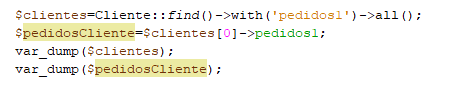 $clientes=Cliente::find()->with('pedidos1')->all();
$pedidosCliente=$clientes[0]->pedidos1;
var_dump($clientes);
var_dump($pedidosCliente);